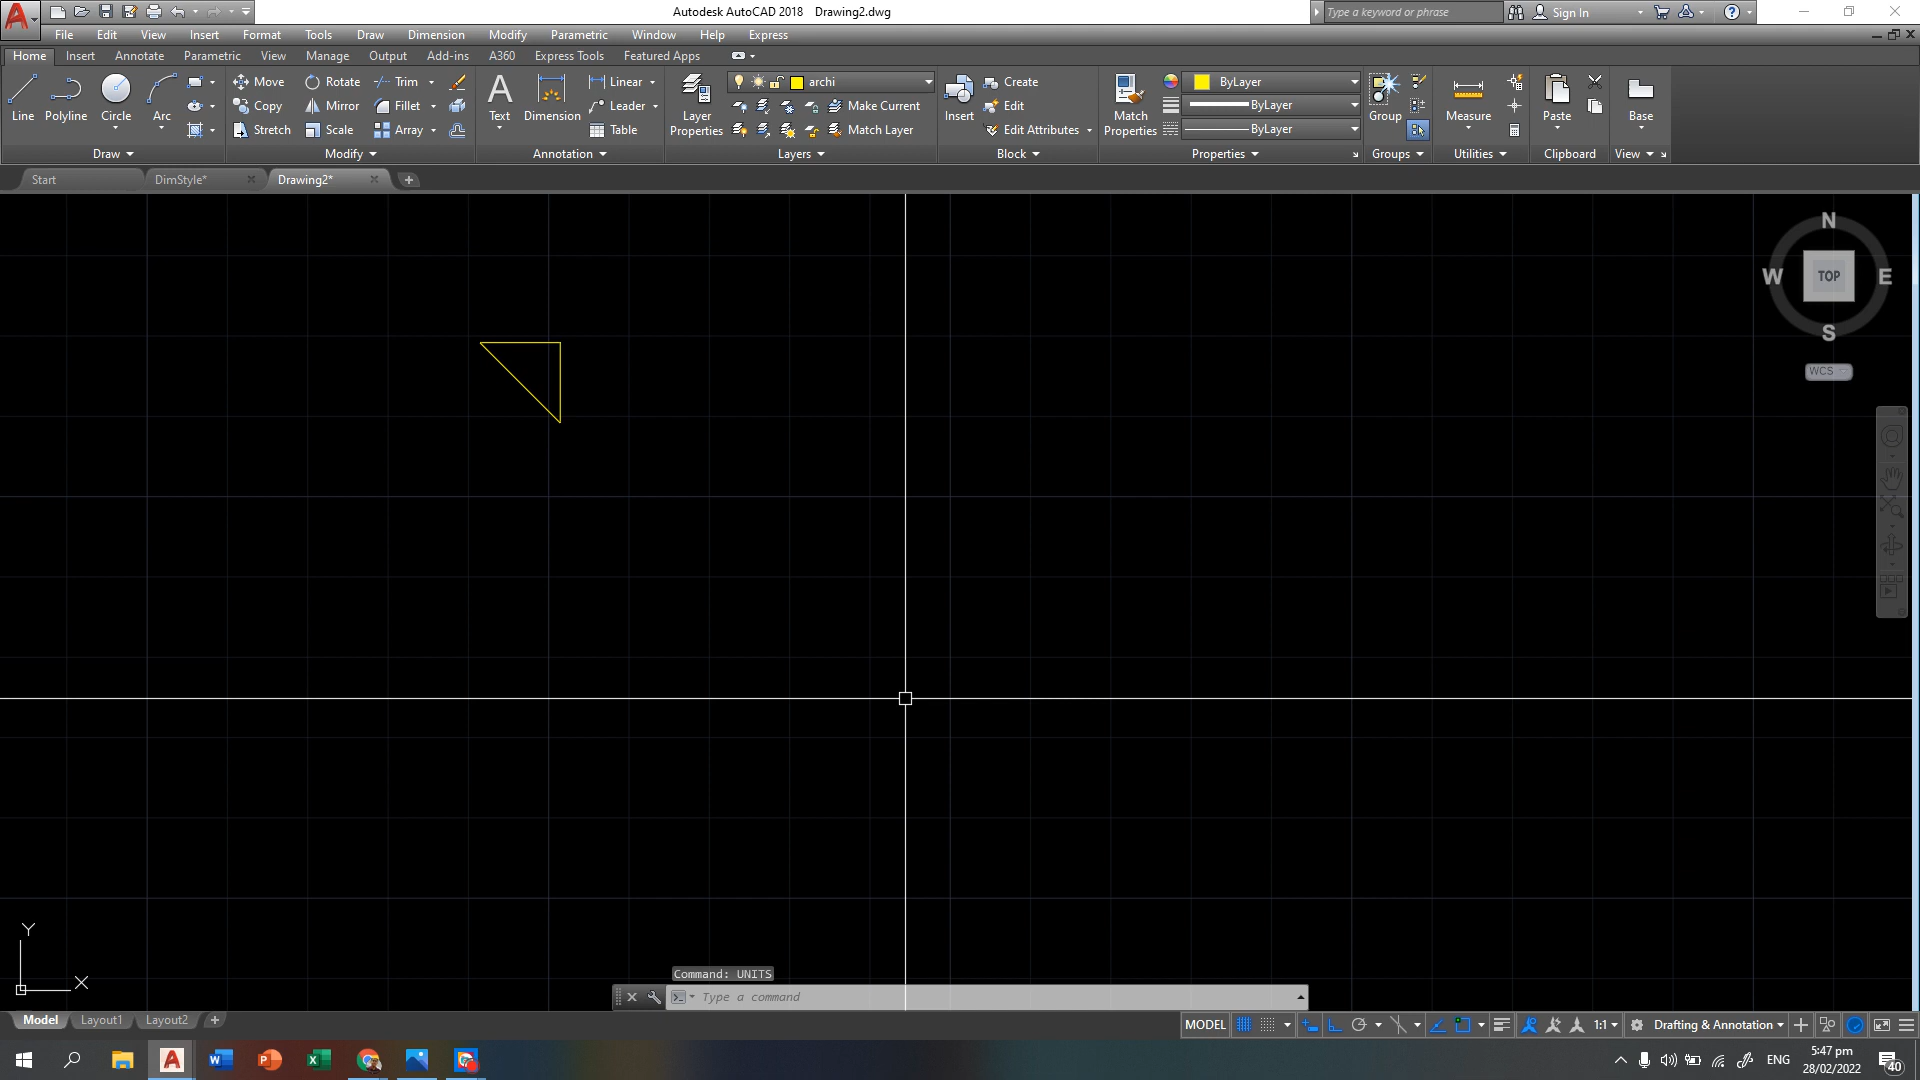 Autodesk AutoCAD 2018 Drawing2.dwg
Type a keyword or phrase
Sign In
File Edit View Insert Format Tools Draw Dimension Modify Parametric Window Help Express
Home Insert Annotate Parametric View Manage Output Add-ins A360 Express Tools Featured Apps
Line Polyline Circle Arc
Move Rotate Trim
Copy Mirror Fillet
Stretch Scale Array
Text Dimension
Linear
Leader
Table
Layer Properties
archi
Make Current
Match Layer
Insert
Create
Edit
Edit Attributes
Match Properties
ByLayer
ByLayer
ByLayer
Group
Measure
Paste
Base
Draw Modify Annotation Layers Block Properties Groups Utilities Clipboard View
Start DimStyle* Drawing2*
N
W TOP E
S
WCS
Y
X
Command: UNITS
Type a command
Model Layout1 Layout2
MODEL 1:1 Drafting & Annotation
ENG
5:47 pm
28/02/2022
40